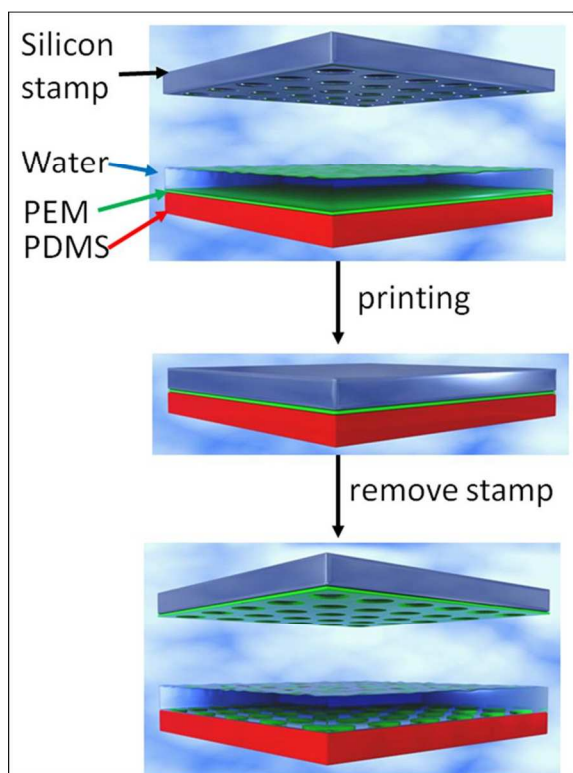 Silicon
stamp
Water
PEM
PDMS
printing
remove stamp